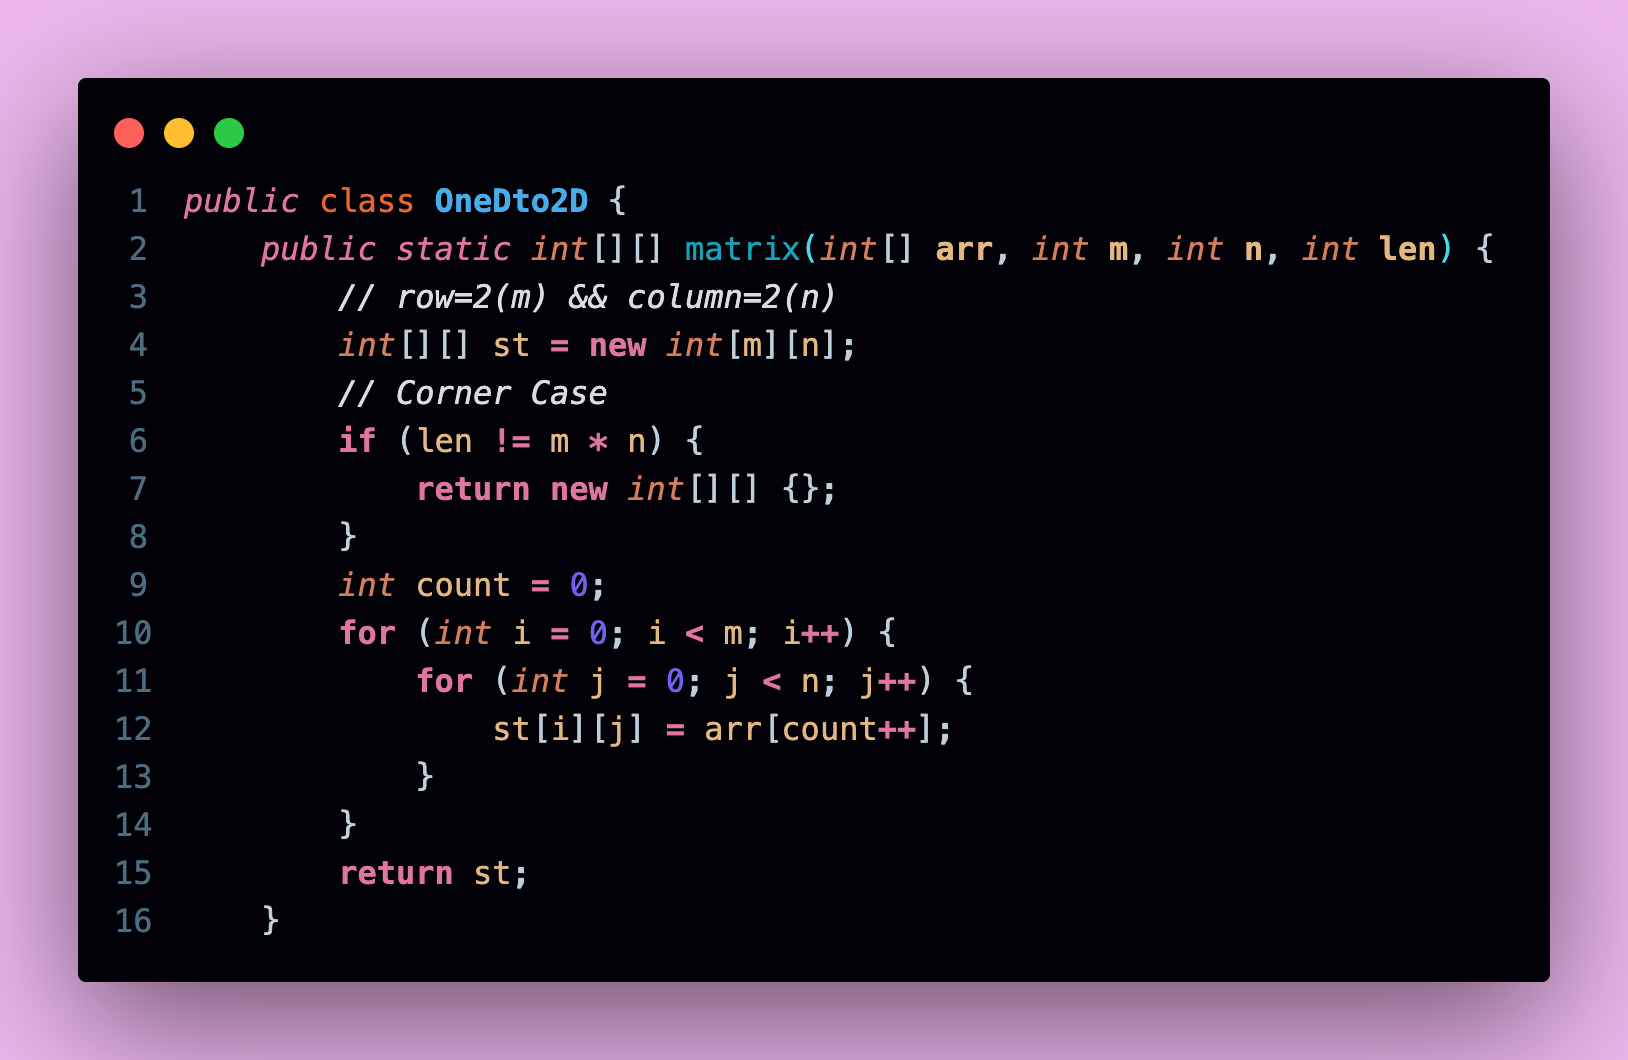 1 public class OneDto2D {
2     public static int[][] matrix(int[] arr, int m, int n, int len) {
3         // row=2(m) && column=2(n)
4         int[][] st = new int[m][n];
5         // Corner Case
6         if (len != m * n) {
7             return new int[][] {};
8         }
9         int count = 0;
10         for (int i = 0; i < m; i++) {
11             for (int j = 0; j < n; j++) {
12                 st[i][j] = arr[count++];
13             }
14         }
15         return st;
16     }